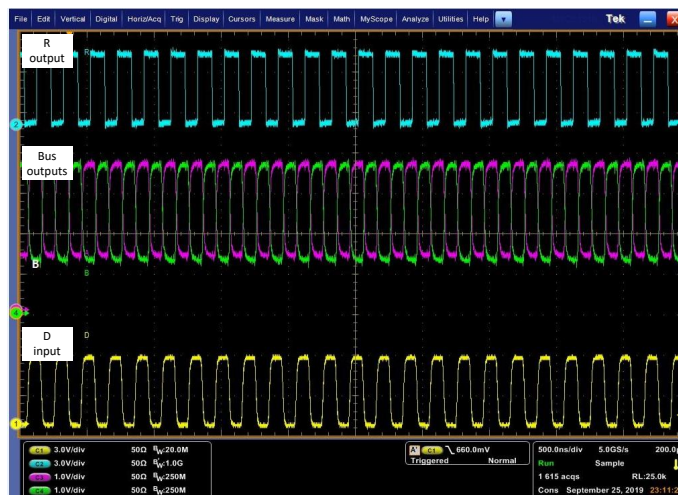 File Edit Vertical Digital Horiz/Acq Trig Display Cursors Measure Mask Math MyScope Analyze Utilities Help Tek
R
output
R
2
Bus
outputs
B
B
4
D
input
D
1
C1 3.0V/div 50Ω BW:20.0M
C2 3.0V/div 50Ω BW:1.0G
C3 1.0V/div 50Ω BW:250M
C4 1.0V/div 50Ω BW:250M
A' C1 660.0mV
Triggered Normal
500.0ns/div 5.0GS/s
Run Sample
1 615 acqs RL:25.0k
Cons September 25, 2019